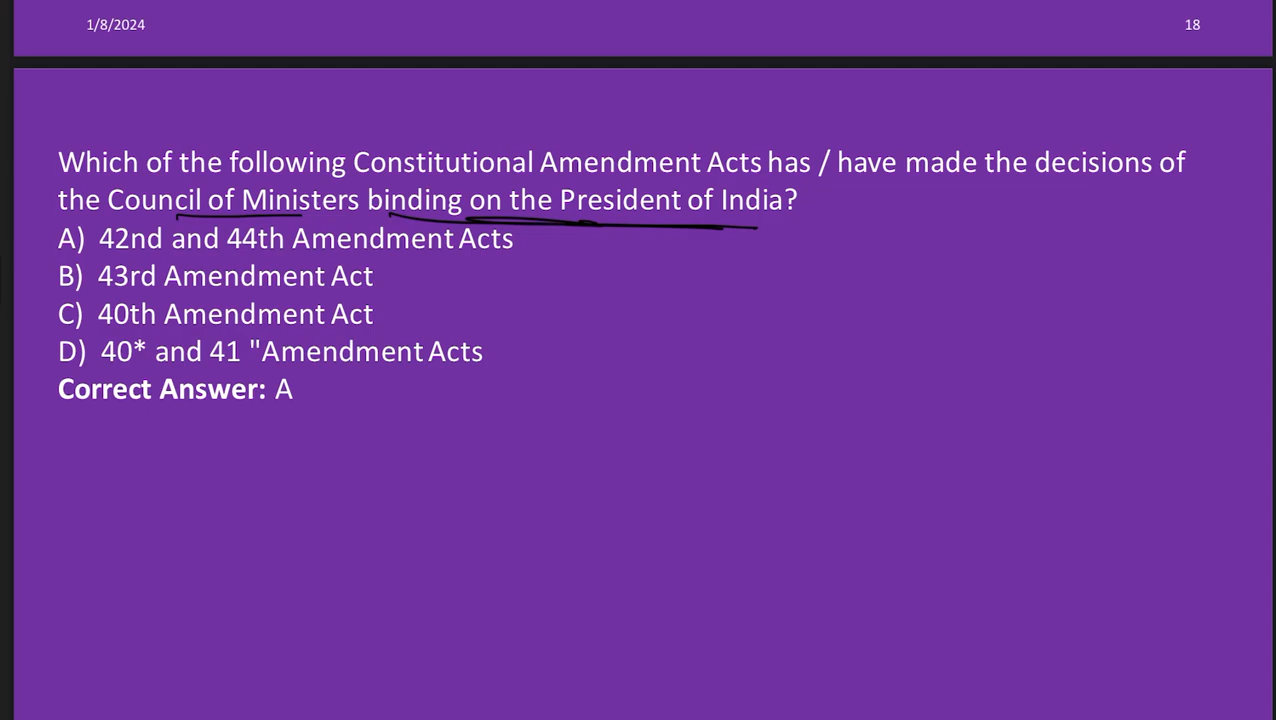 1/8/2024 18
Which of the following Constitutional Amendment Acts has / have made the decisions of
the Council of Ministers binding on the President of India?
A) 42nd and 44th Amendment Acts
B) 43rd Amendment Act
C) 40th Amendment Act
D) 40* and 41 "Amendment Acts
Correct Answer: A